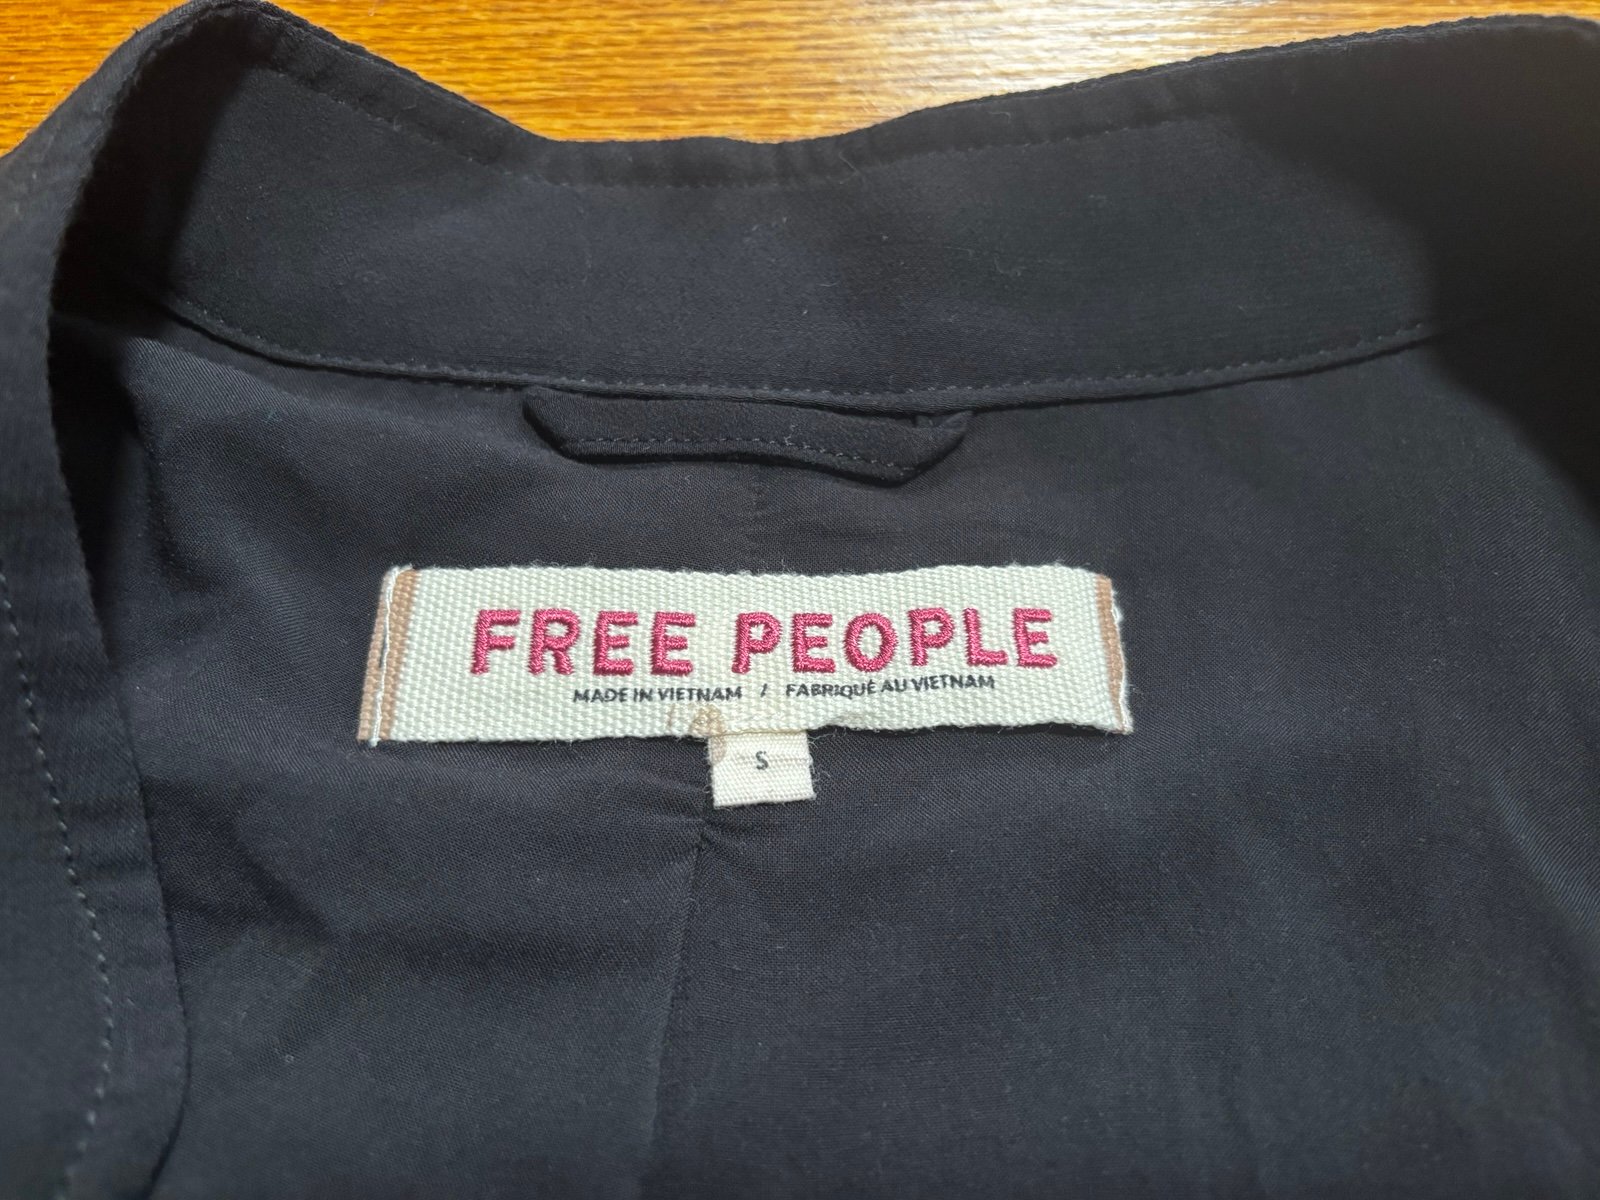 FREE PEOPLE
MADE IN VIETNAM / FABRIQUÉ AU VIETNAM
S